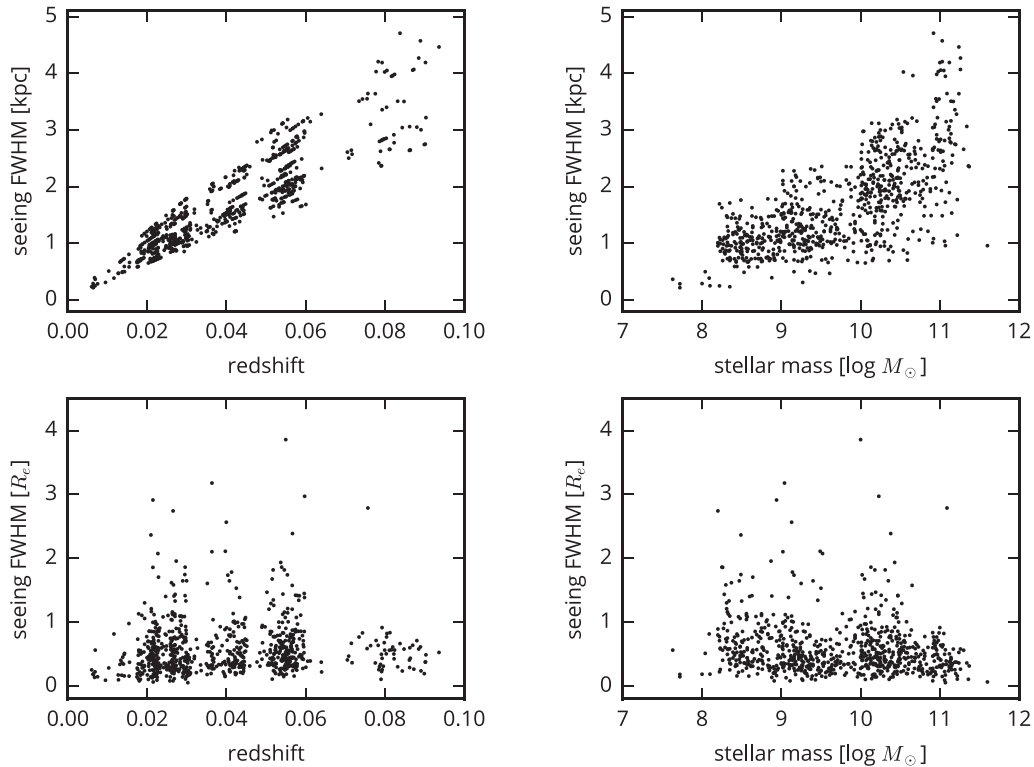 5
4
3
2
1
0
seeing FWHM [kpc]
0.00 0.02 0.04 0.06 0.08 0.10
redshift
5
4
3
2
1
0
seeing FWHM [kpc]
7 8 9 10 11 12
stellar mass [log M⊙]
4
3
2
1
0
seeing FWHM [Re]
0.00 0.02 0.04 0.06 0.08 0.10
redshift
4
3
2
1
0
seeing FWHM [Re]
7 8 9 10 11 12
stellar mass [log M⊙]